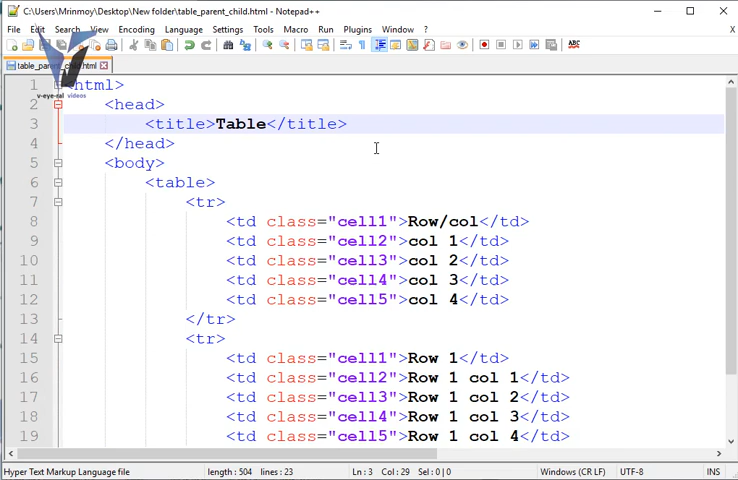 C:\Users\Mrinmoy\Desktop\New folder\table_parent_child.html - Notepad++
File Edit Search View Encoding Language Settings Tools Macro Run Plugins Window ?
ABC
table_parent_child.html
v-eye-ral videos
1 <html>
2 <head>
3 <title>Table</title>
4 </head>
5 <body>
6 <table>
7 <tr>
8 <td class="cell1">Row/col</td>
9 <td class="cell2">col 1</td>
10 <td class="cell3">col 2</td>
11 <td class="cell4">col 3</td>
12 <td class="cell5">col 4</td>
13 </tr>
14 <tr>
15 <td class="cell1">Row 1</td>
16 <td class="cell2">Row 1 col 1</td>
17 <td class="cell3">Row 1 col 2</td>
18 <td class="cell4">Row 1 col 3</td>
19 <td class="cell5">Row 1 col 4</td>
Hyper Text Markup Language file length : 504 lines : 23 Ln : 3 Col : 29 Sel : 0 | 0 Windows (CR LF) UTF-8 INS